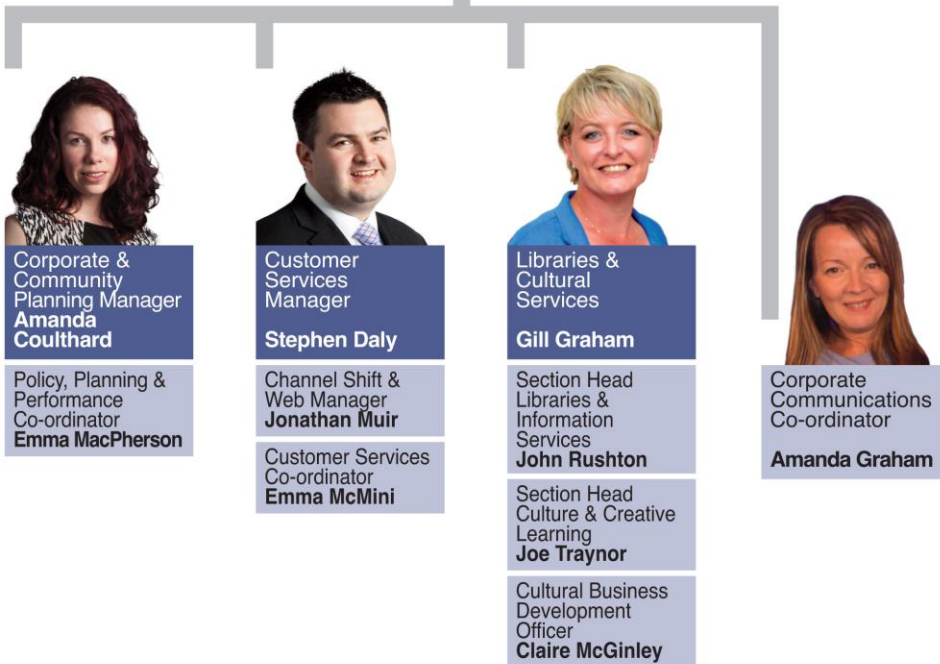 Corporate &
Community
Planning Manager
Amanda
Coulthard
Policy, Planning &
Performance
Co-ordinator
Emma MacPherson
Customer
Services
Manager
Stephen Daly
Channel Shift &
Web Manager
Jonathan Muir
Customer Services
Co-ordinator
Emma McMini
Libraries &
Cultural
Services
Gill Graham
Section Head
Libraries &
Information
Services
John Rushton
Section Head
Culture & Creative
Learning
Joe Traynor
Cultural Business
Development
Officer
Claire McGinley
Corporate
Communications
Co-ordinator
Amanda Graham